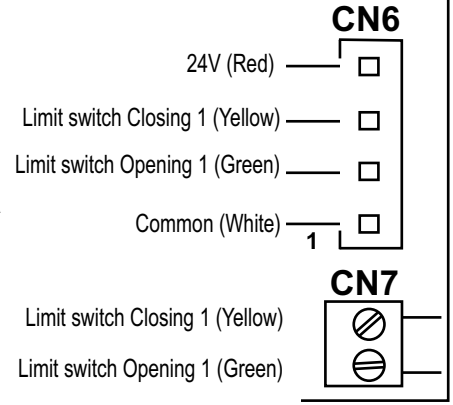 CN6
24V (Red)
Limit switch Closing 1 (Yellow)
Limit switch Opening 1 (Green)
Common (White)
1
CN7
Limit switch Closing 1 (Yellow)
Limit switch Opening 1 (Green)